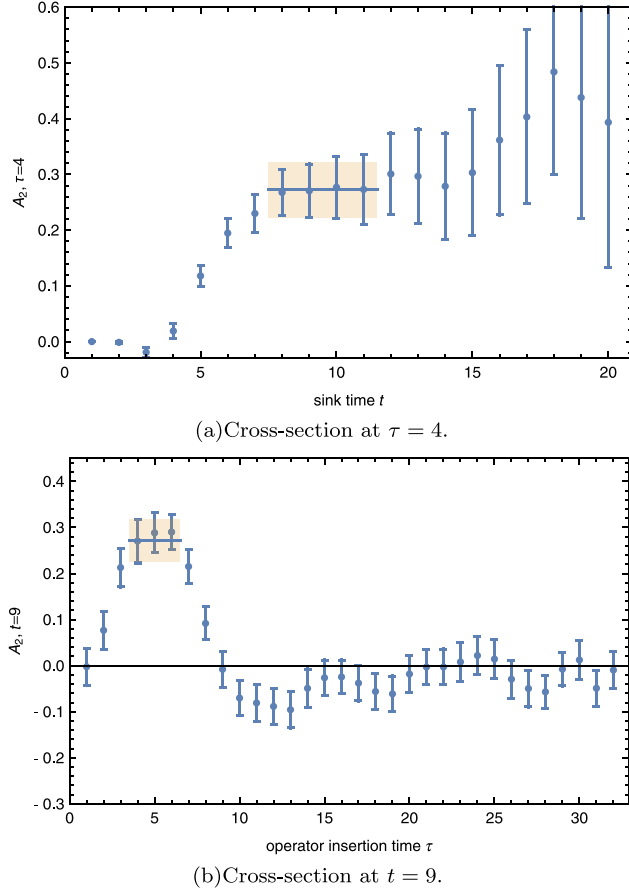 0.6
0.5
0.4
0.3
0.2
0.1
0.0
A2, τ=4
0 5 10 15 20
sink time t
(a)Cross-section at τ = 4.
0.4
0.3
0.2
0.1
0.0
- 0.1
- 0.2
- 0.3
A2, t=9
0 5 10 15 20 25 30
operator insertion time τ
(b)Cross-section at t = 9.